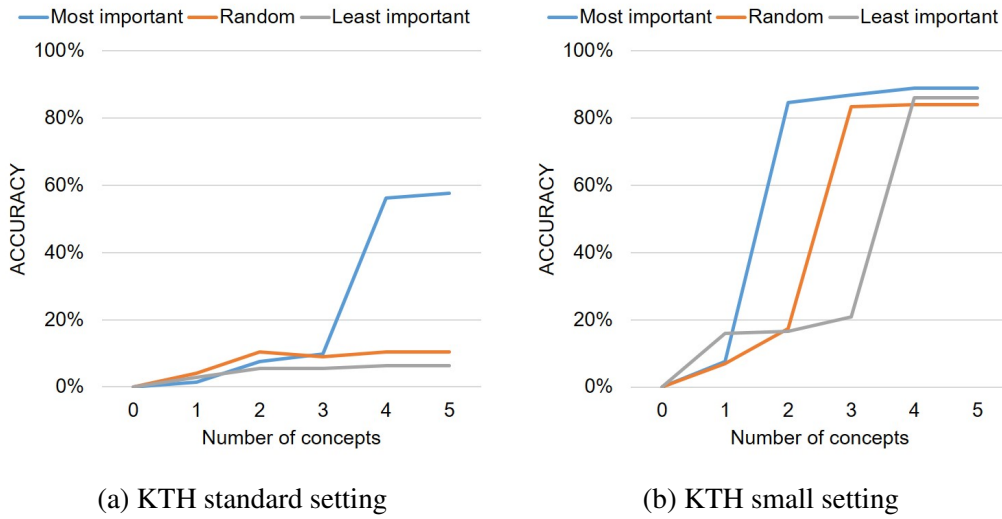 Most important Random Least important
100%
80%
60%
40%
20%
0%
ACCURACY
0 1 2 3 4 5
Number of concepts
(a) KTH standard setting
Most important Random Least important
100%
80%
60%
40%
20%
0%
ACCURACY
0 1 2 3 4 5
Number of concepts
(b) KTH small setting